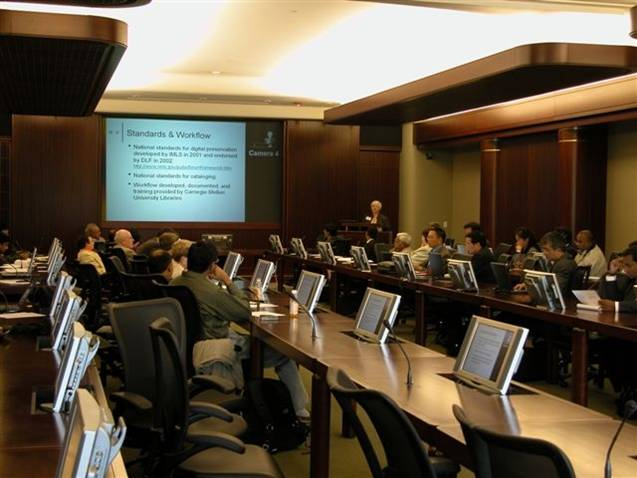 Standards & Workflow
• National standards for digital preservation
developed by IMLS in 2001 and endorsed
by DLF in 2002
• National standards for cataloging
• Workflow developed, documented, and
training provided by Carnegie Mellon
University Libraries
Camera 4